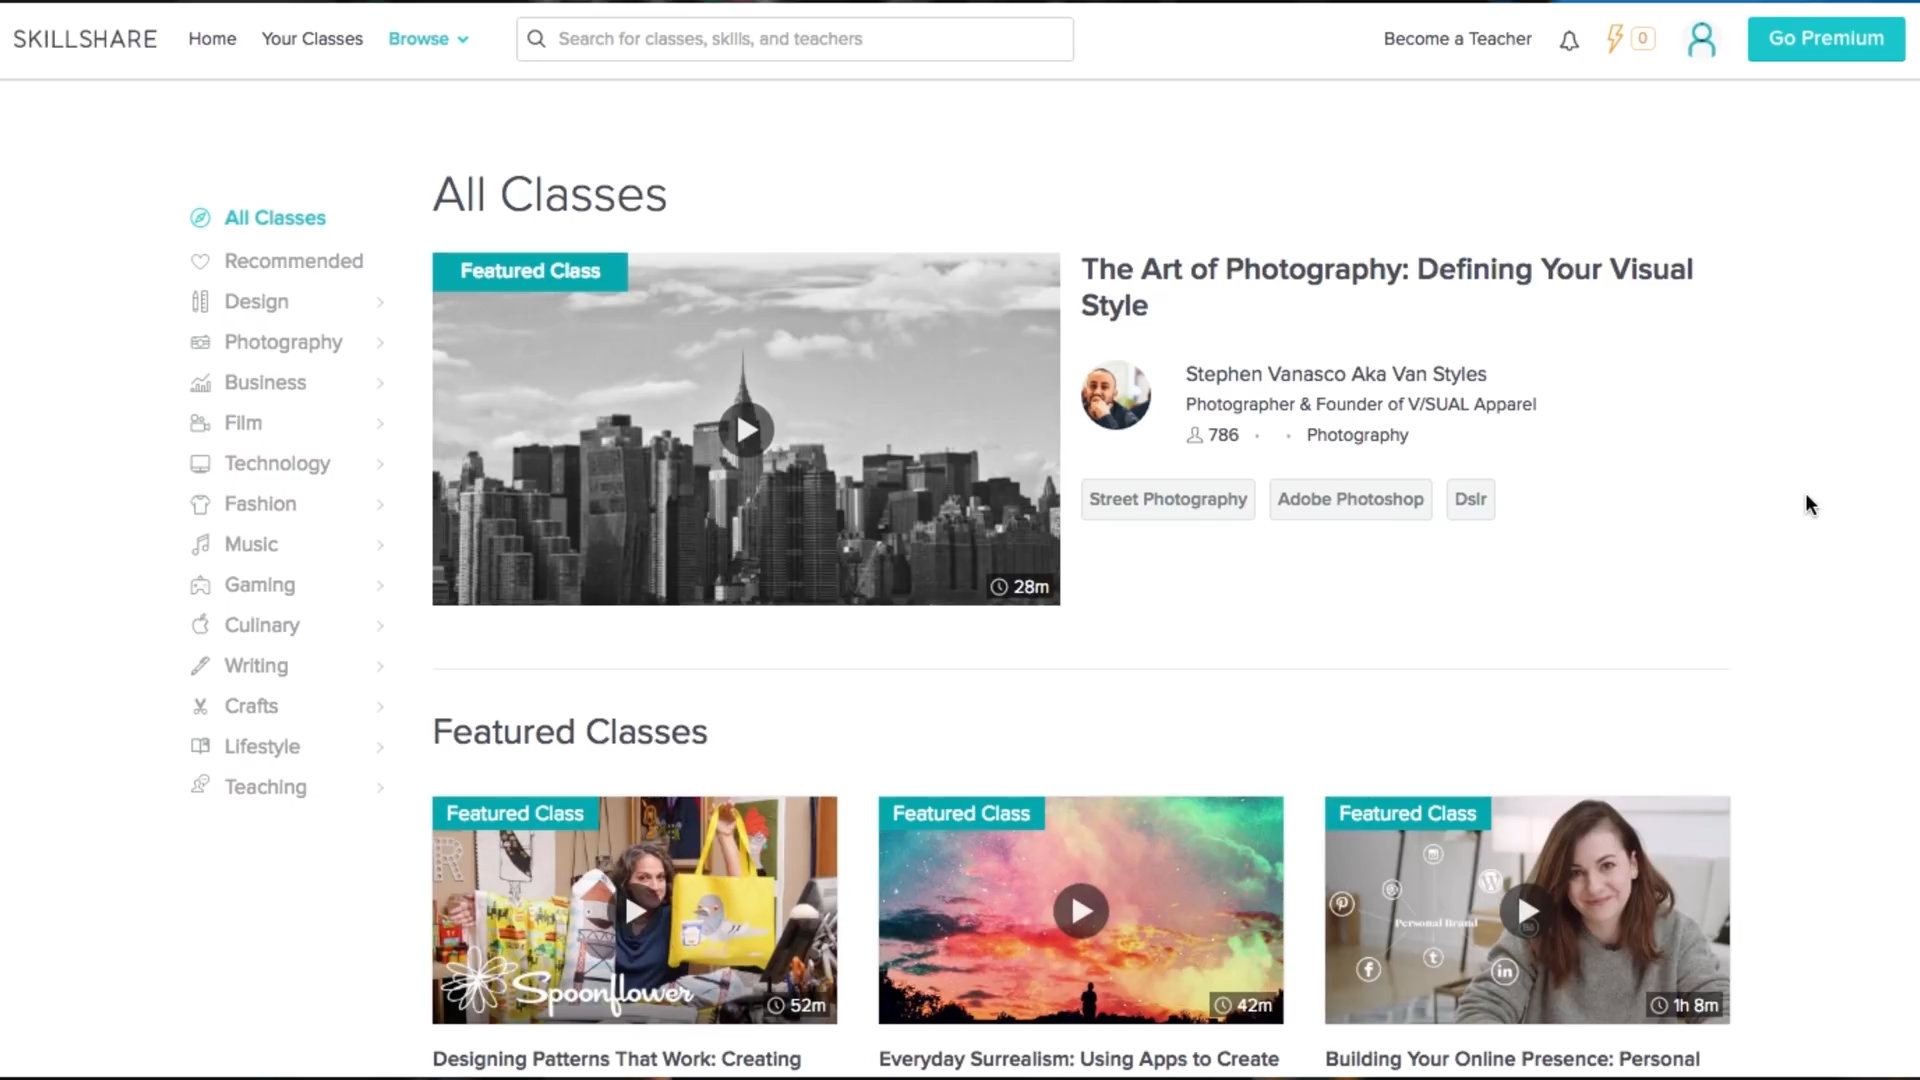 SKILLSHARE
Home
Your Classes
Browse
Search for classes, skills, and teachers
Become a Teacher
0
Go Premium
All Classes
Recommended
Design
Photography
Business
Film
Technology
Fashion
Music
Gaming
Culinary
Writing
Crafts
Lifestyle
Teaching
All Classes
Featured Class
28m
The Art of Photography: Defining Your Visual
Style
Stephen Vanasco Aka Van Styles
Photographer & Founder of V/SUAL Apparel
786 · · Photography
Street Photography
Adobe Photoshop
Dslr
Featured Classes
Featured Class
R
Spoonflower
52m
Designing Patterns That Work: Creating
Featured Class
42m
Everyday Surrealism: Using Apps to Create
Featured Class
Personal Brand
1h 8m
Building Your Online Presence: Personal